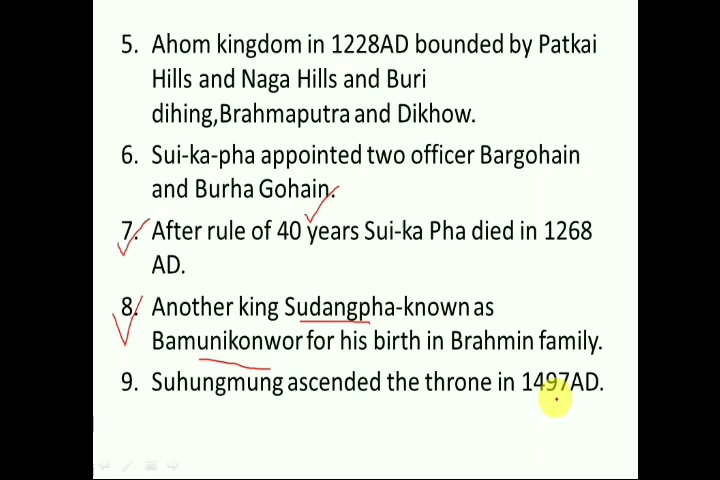 5. Ahom kingdom in 1228AD bounded by Patkai
Hills and Naga Hills and Buri
dihing,Brahmaputra and Dikhow.
6. Sui-ka-pha appointed two officer Bargohain
and Burha Gohain.
7. After rule of 40 years Sui-ka Pha died in 1268
AD.
8. Another king Sudangpha-known as
Bamunikonwor for his birth in Brahmin family.
9. Suhungmung ascended the throne in 1497AD.